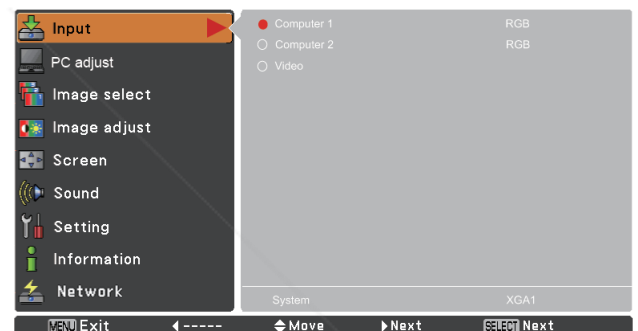 Input
PC adjust
Image select
Image adjust
Screen
Sound
Setting
Information
Network
Computer 1 RGB
Computer 2 RGB
Video
System XGA1
MENU Exit ----- Move Next SELECT Next